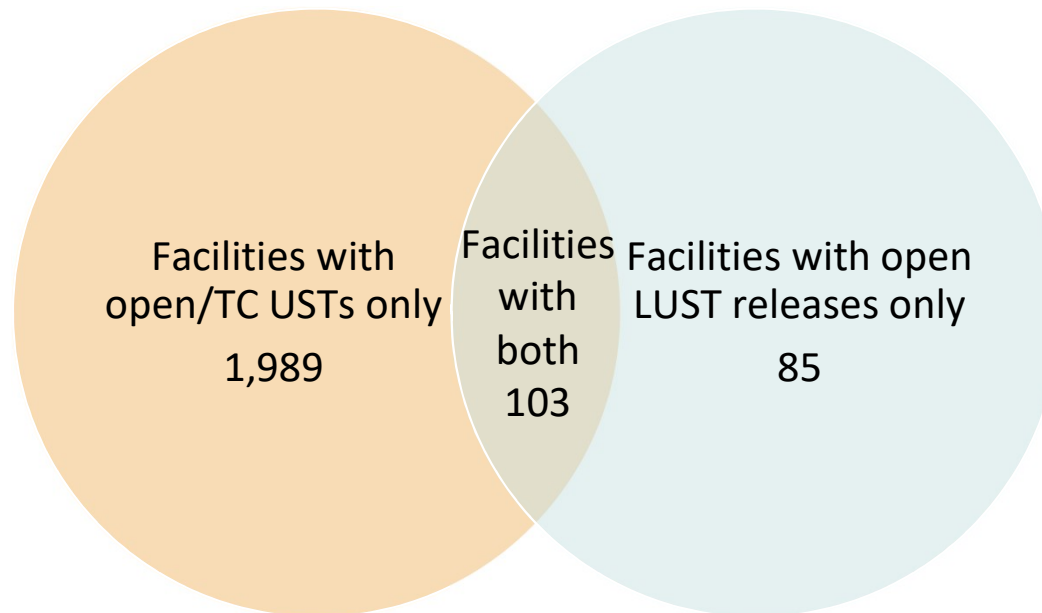 Facilities with
open/TC USTs only
1,989
Facilities
with
both
103
Facilities with open
LUST releases only
85